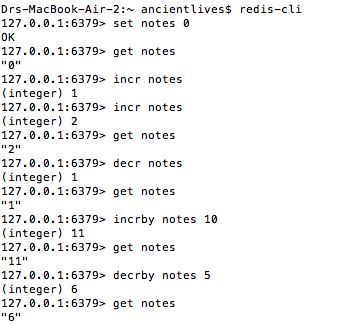 Drs-MacBook-Air-2:~ ancientlives$ redis-cli
127.0.0.1:6379> set notes 0
OK
127.0.0.1:6379> get notes
"0"
127.0.0.1:6379> incr notes
(integer) 1
127.0.0.1:6379> incr notes
(integer) 2
127.0.0.1:6379> get notes
"2"
127.0.0.1:6379> decr notes
(integer) 1
127.0.0.1:6379> get notes
"1"
127.0.0.1:6379> incrby notes 10
(integer) 11
127.0.0.1:6379> get notes
"11"
127.0.0.1:6379> decrby notes 5
(integer) 6
127.0.0.1:6379> get notes
"6"